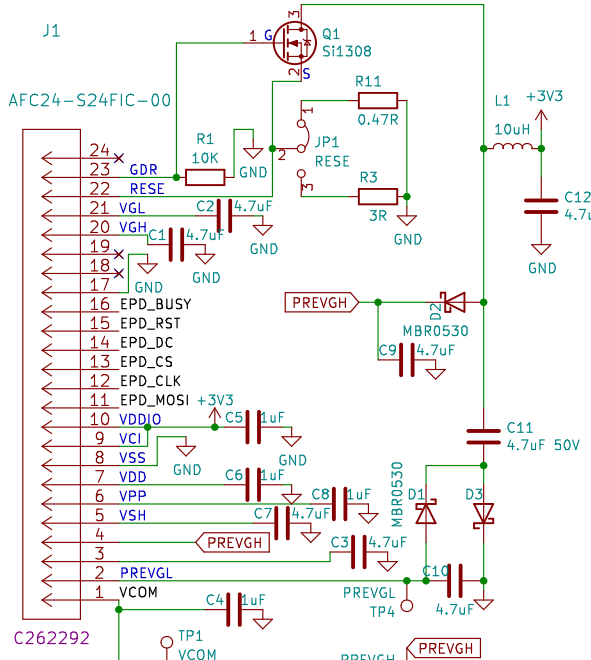 J1
AFC24-S24FIC-00
3
1
G
Q1
Si1308
2
S
R11
0.47R
L1
+3V3
10uH
R1
10K
GND
1
JP1
2
RESE
3
R3
3R
GND
C12
4.7u
GND
24
23
GDR
22
RESE
21
VGL
C2
4.7uF
GND
20
VGH
C1
4.7uF
GND
19
18
GND
17
16
EPD_BUSY
15
EPD_RST
14
EPD_DC
13
EPD_CS
12
EPD_CLK
11
EPD_MOSI
10
VDDIO
+3V3
C5
1uF
GND
9
VCI
8
VSS
GND
7
VDD
C6
1uF
6
VPP
C8
1uF
5
VSH
C7
4.7uF
4
PREVGH
3
C3
4.7uF
2
PREVGL
1
VCOM
C4
1uF
PREVGH
D2
MBR0530
C9
4.7uF
C11
4.7uF 50V
MBR0530
D1
D3
C10
4.7uF
PREVGL
TP4
C262292
TP1
VCOM
PREVGH
PREVGL